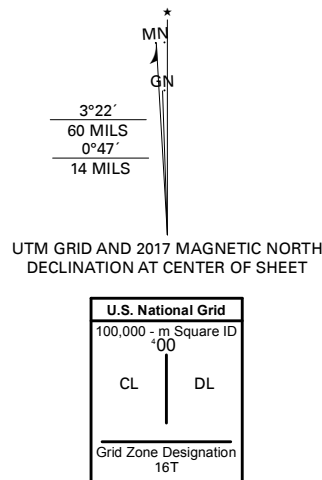 ★
MN
GN
3°22´
60 MILS
0°47´
14 MILS
UTM GRID AND 2017 MAGNETIC NORTH
DECLINATION AT CENTER OF SHEET
U.S. National Grid
100,000 - m Square ID
⁴00
CL DL
Grid Zone Designation
16T